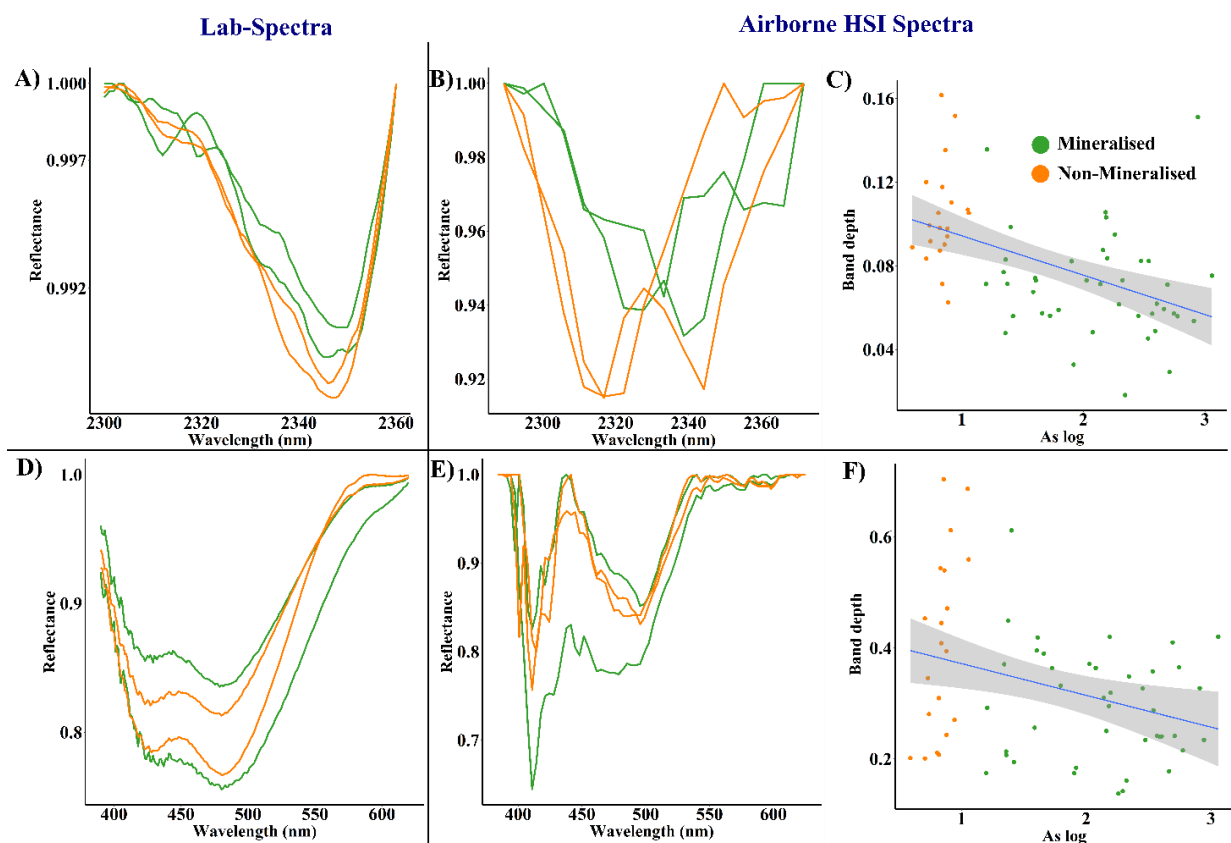 Lab-Spectra
Airborne HSI Spectra
A)
1.000
0.997
0.992
Reflectance
2300
2320
2340
2360
Wavelength (nm)
B)
1.00
0.98
0.96
0.94
0.92
Reflectance
2300
2320
2340
2360
Wavelength (nm)
C)
0.16
0.12
0.08
0.04
Band depth
Mineralised
Non-Mineralised
1
2
3
As log
D)
1.0
0.9
0.8
Reflectance
400
450
500
550
600
Wavelength (nm)
E)
1.0
0.9
0.8
0.7
Reflectance
400
450
500
550
600
Wavelength (nm)
F)
0.6
0.4
0.2
Band depth
1
2
3
As log